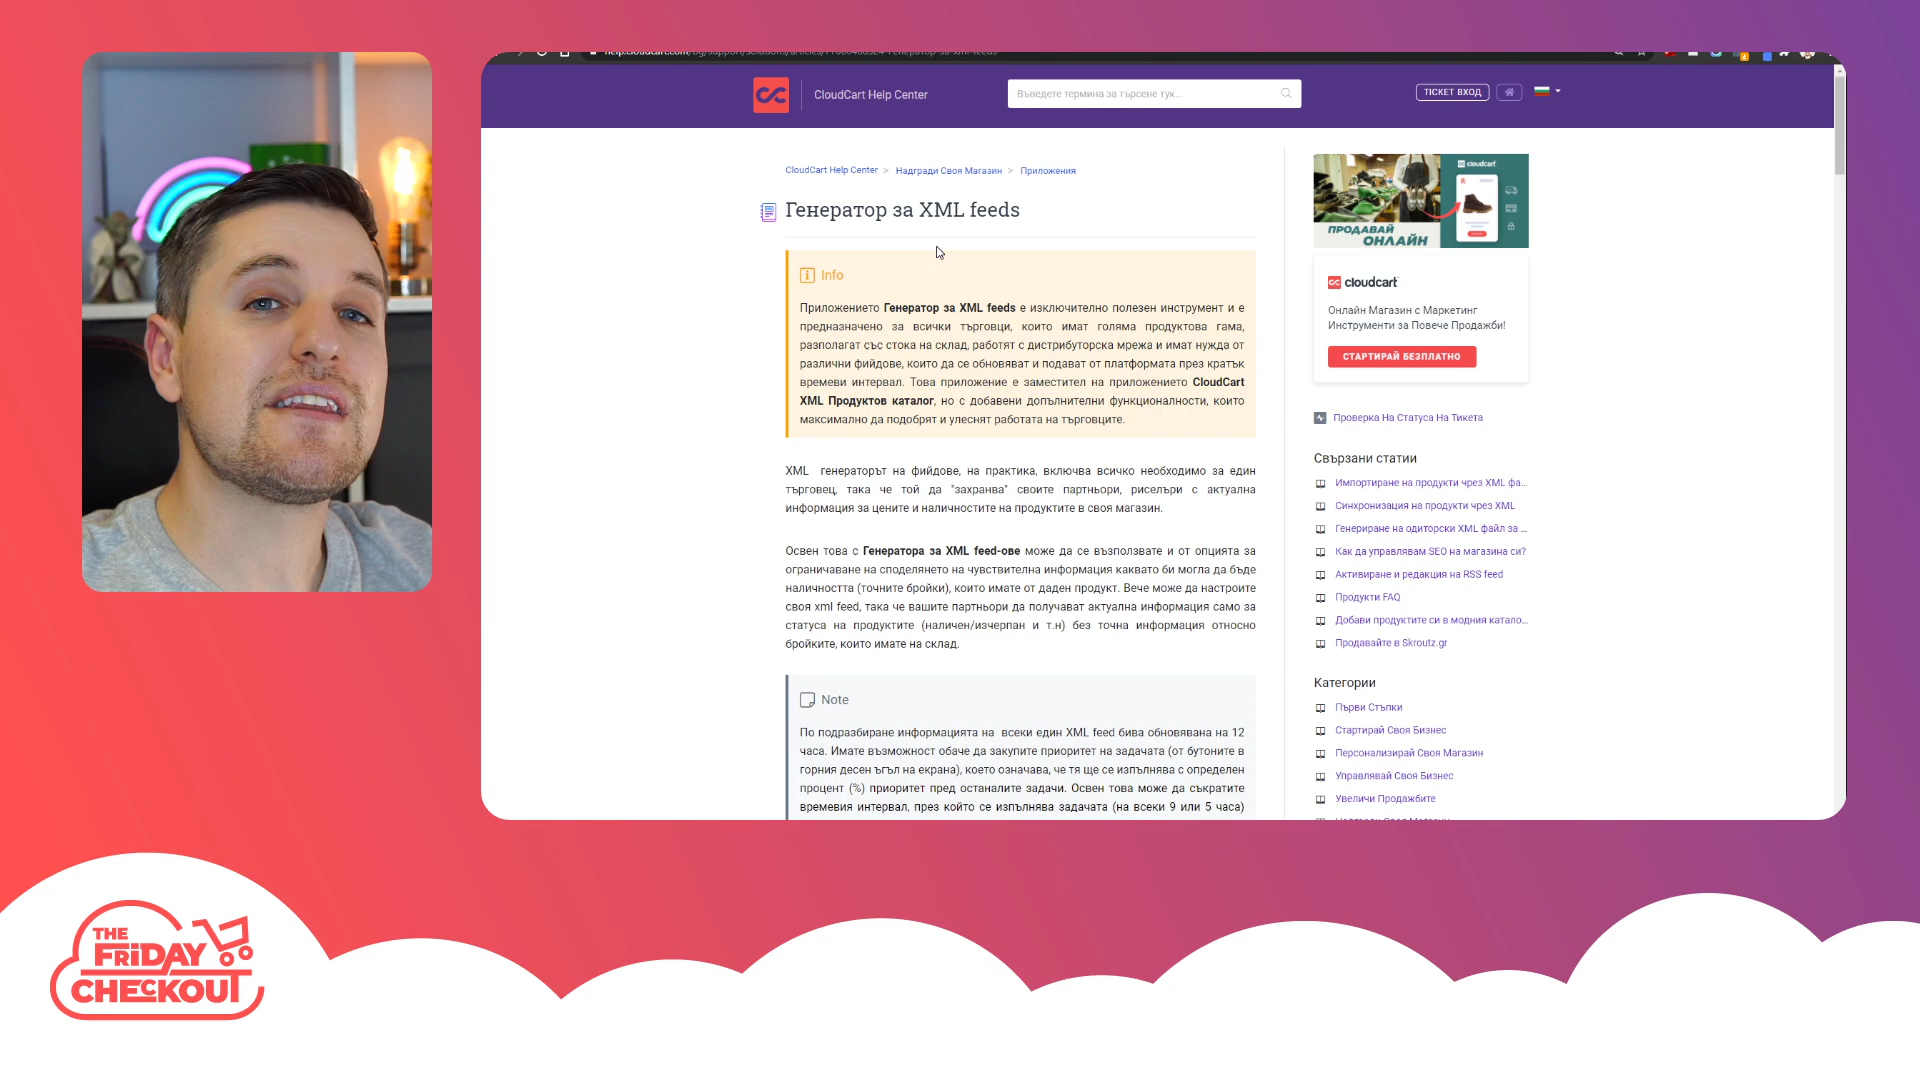 CloudCart Help Center
Въведете термина за търсене тук...
TICKET ВХОД
CloudCart Help Center > Надгради Своя Магазин > Приложения
Генератор за XML feeds
Info
Приложението Генератор за XML feeds е изключително полезен инструмент и е
предназначено за всички търговци, които имат голяма продуктова гама,
разполагат със стока на склад, работят с дистрибуторска мрежа и имат нужда от
различни фийдове, които да се обновяват и подават от платформата през кратък
времеви интервал. Това приложение е заместител на приложението CloudCart
XML Продуктов каталог, но с добавени допълнителни функционалности, които
максимално да подобрят и улеснят работата на търговците.
XML генераторът на фийдове, на практика, включва всичко необходимо за един
търговец, така че той да "захранва" своите партньори, риселъри с актуална
информация за цените и наличностите на продуктите в своя магазин.
Освен това с Генератора за XML feed-ове може да се възползвате и от опцията за
ограничаване на споделянето на чувствителна информация каквато би могла да бъде
наличността (точните бройки), които имате от даден продукт. Вече може да настроите
своя xml feed, така че вашите партньори да получават актуална информация само за
статуса на продуктите (наличен/изчерпан и т.н) без точна информация относно
бройките, които имате на склад.
Note
По подразбиране информацията на всеки един XML feed бива обновявана на 12
часа. Имате възможност обаче да закупите приоритет на задачата (от бутоните в
горния десен ъгъл на екрана), което означава, че тя ще се изпълнява с определен
процент (%) приоритет пред останалите задачи. Освен това може да съкратите
времевия интервал, през който се изпълнява задачата (на всеки 9 или 5 часа)
cloudcart
ПРОДАВАЙ
ОНЛАЙН
cloudcart
Онлайн Магазин с Маркетинг
Инструменти за Повече Продажби!
СТАРТИРАЙ БЕЗПЛАТНО
Проверка На Статуса На Тикета
Свързани статии
Импортиране на продукти чрез XML фа...
Синхронизация на продукти чрез XML
Генериране на одиторски XML файл за ...
Как да управлявам SEO на магазина си?
Активиране и редакция на RSS feed
Продукти FAQ
Добави продуктите си в модния катало...
Продавайте в Skroutz.gr
Категории
Първи Стъпки
Стартирай Своя Бизнес
Персонализирай Своя Магазин
Управлявай Своя Бизнес
Увеличи Продажбите
THE
FRiDAY
CHECKOUT